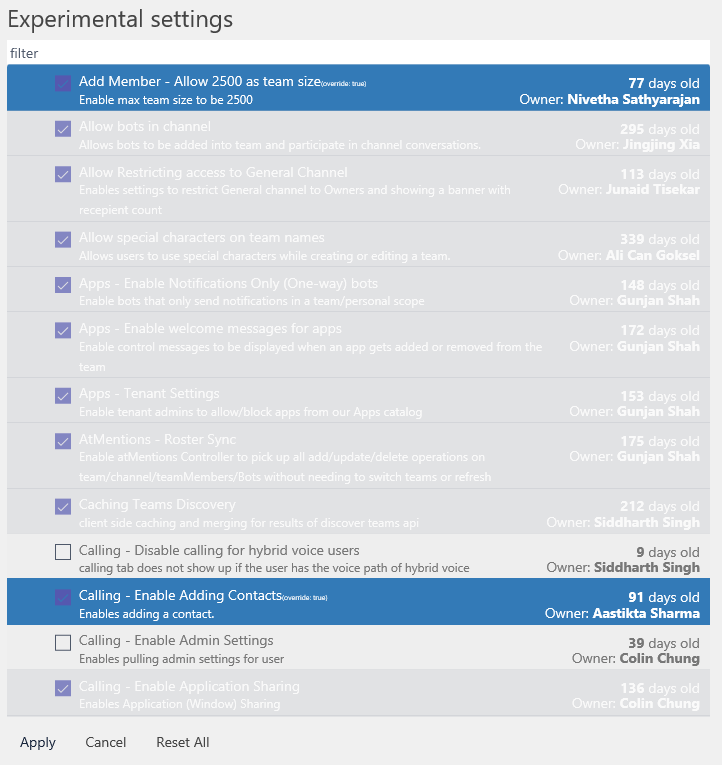 Experimental settings
filter
Add Member - Allow 2500 as team size(override: true)
77 days old
Enable max team size to be 2500
Owner: Nivetha Sathyarajan
Allow bots in channel
295 days old
Allows bots to be added into team and participate in channel conversations.
Owner: Jingjing Xia
Allow Restricting access to General Channel
113 days old
Enables settings to restrict General channel to Owners and showing a banner with
Owner: Junaid Tisekar
recepient count
Allow special characters on team names
339 days old
Allows users to use special characters while creating or editing a team.
Owner: Ali Can Goksel
Apps - Enable Notifications Only (One-way) bots
148 days old
Enable bots that only send notifications in a team/personal scope
Owner: Gunjan Shah
Apps - Enable welcome messages for apps
172 days old
Enable control messages to be displayed when an app gets added or removed from the
Owner: Gunjan Shah
team
Apps - Tenant Settings
153 days old
Enable tenant admins to allow/block apps from our Apps catalog
Owner: Gunjan Shah
AtMentions - Roster Sync
175 days old
Enable atMentions Controller to pick up all add/update/delete operations on
Owner: Gunjan Shah
team/channel/teamMembers/Bots without needing to switch teams or refresh
Caching Teams Discovery
212 days old
client side caching and merging for results of discover teams api
Owner: Siddharth Singh
Calling - Disable calling for hybrid voice users
9 days old
calling tab does not show up if the user has the voice path of hybrid voice
Owner: Siddharth Singh
Calling - Enable Adding Contacts(override: true)
91 days old
Enables adding a contact.
Owner: Aastikta Sharma
Calling - Enable Admin Settings
39 days old
Enables pulling admin settings for user
Owner: Colin Chung
Calling - Enable Application Sharing
136 days old
Enables Application (Window) Sharing
Owner: Colin Chung
Apply
Cancel
Reset All